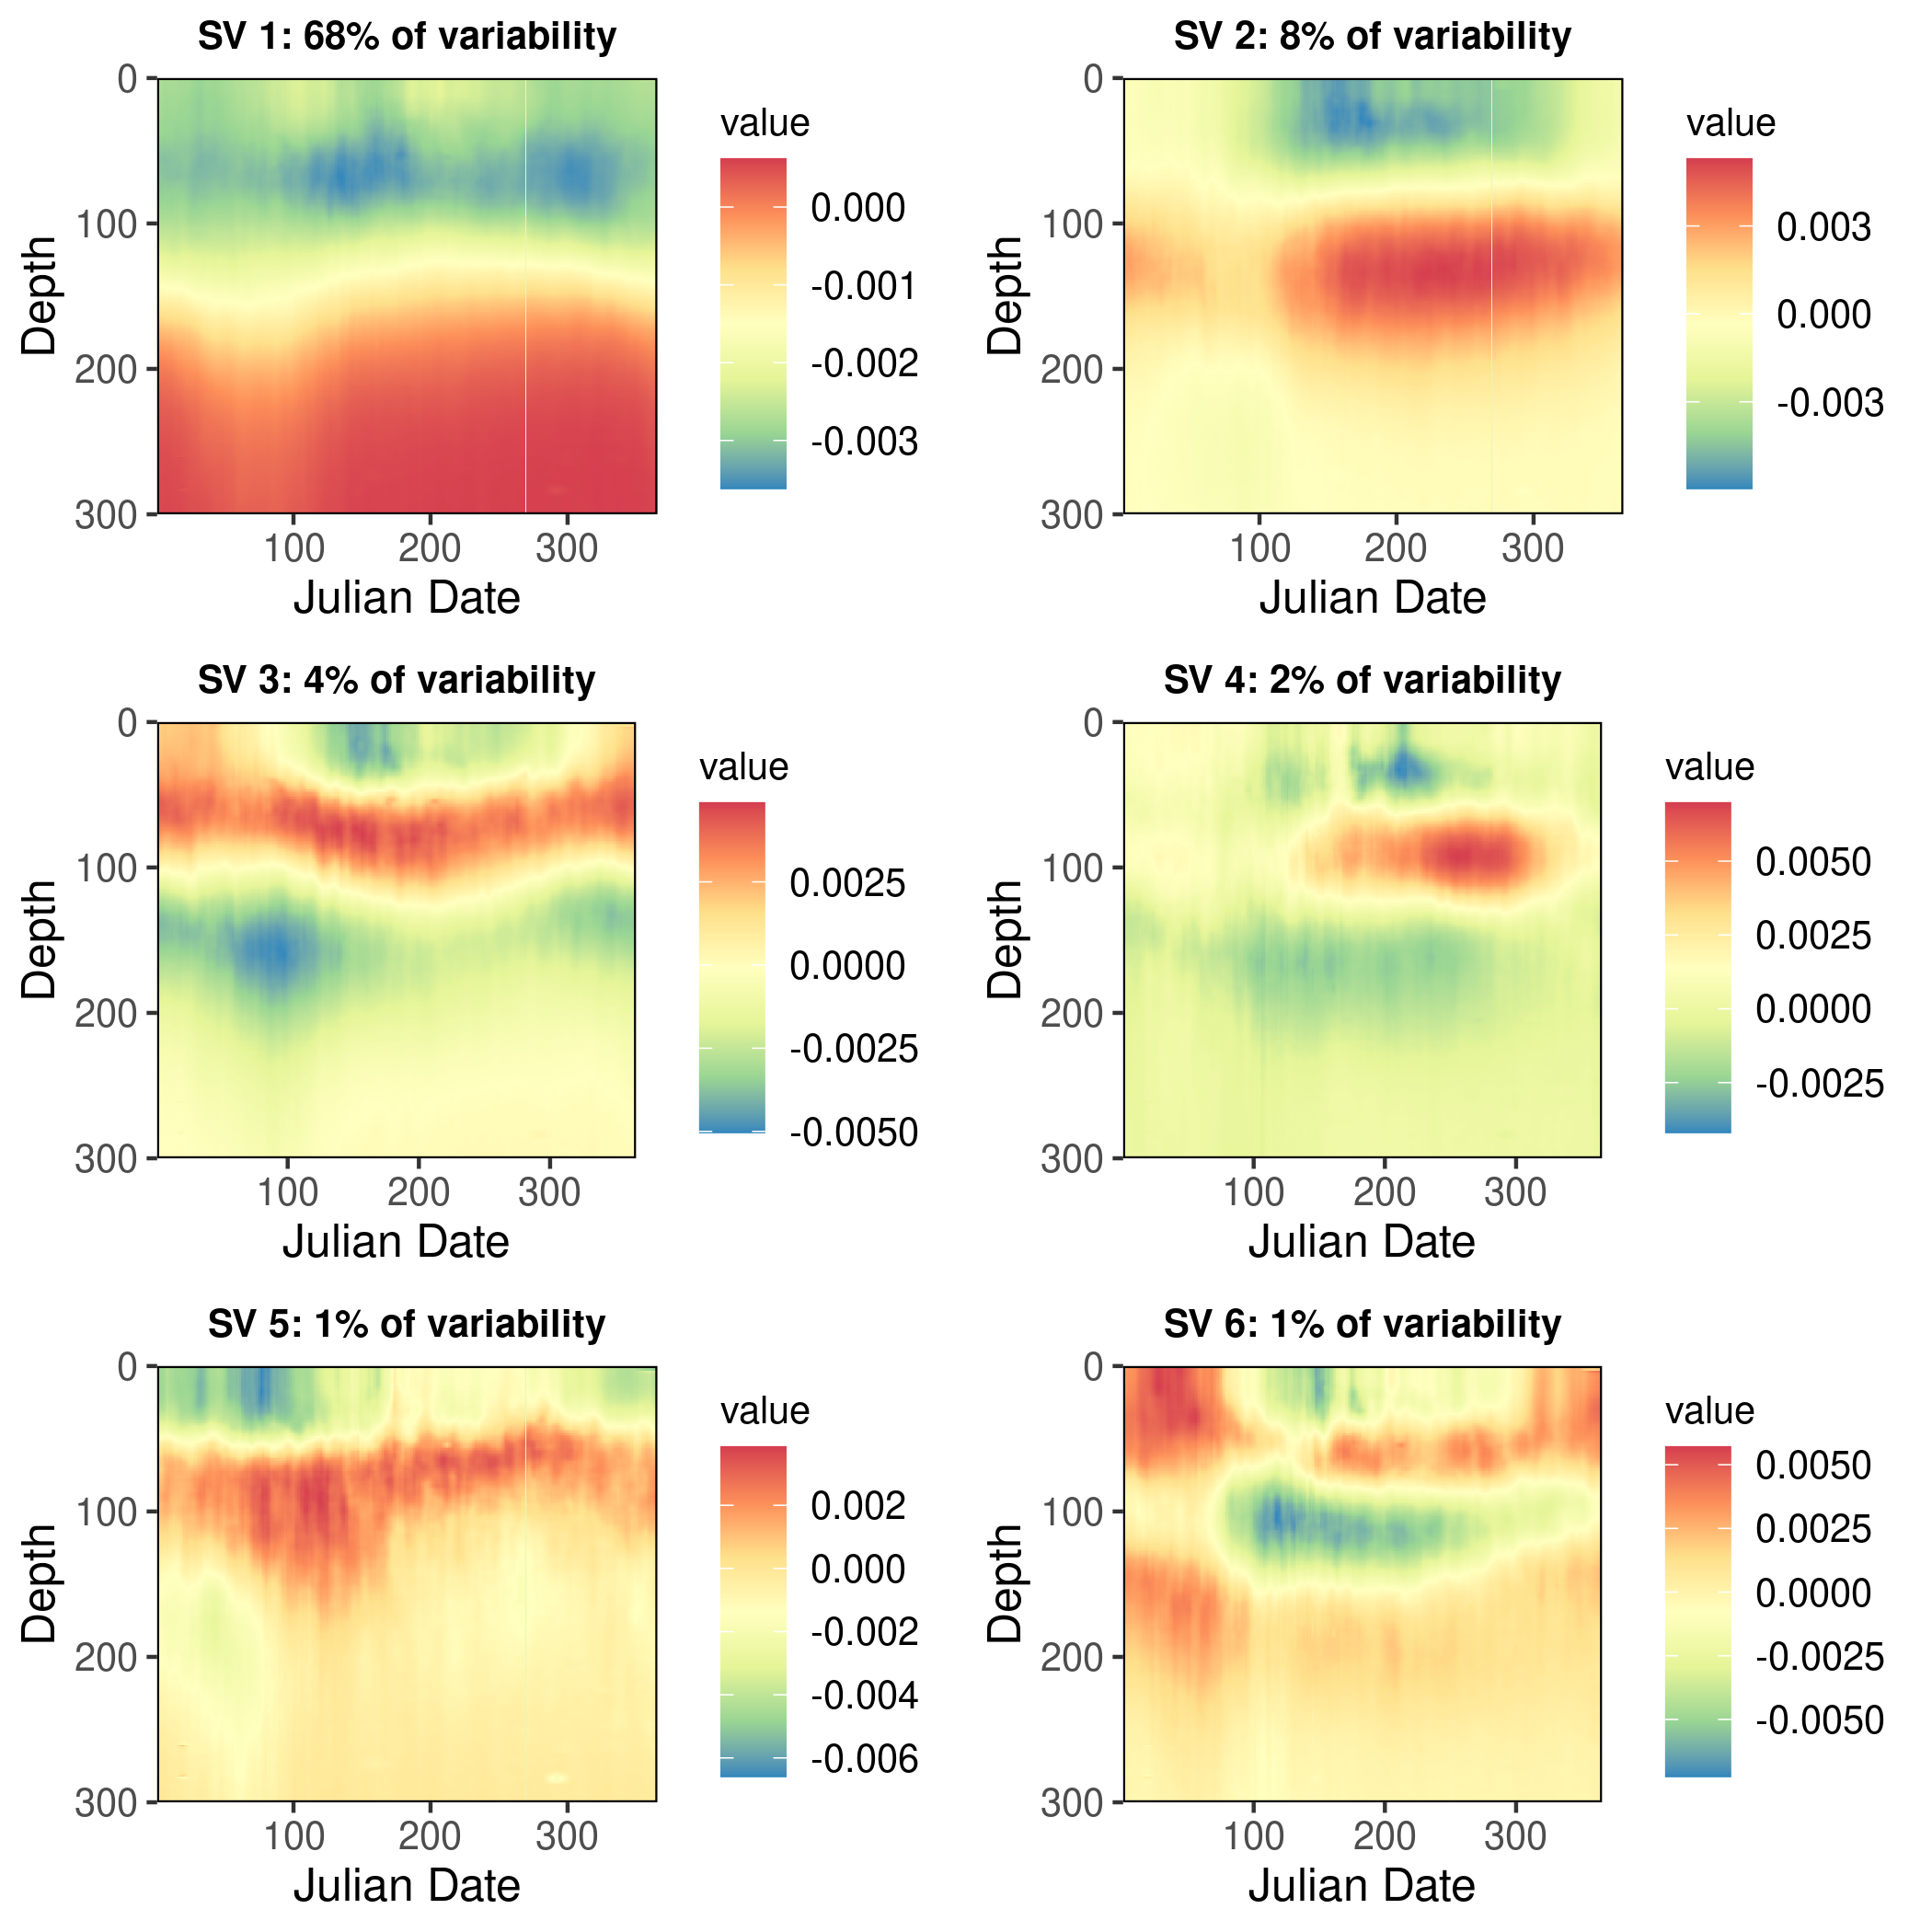 SV 1: 68% of variability
0
100
200
300
Depth
100 200 300
Julian Date
value
0.000
-0.001
-0.002
-0.003
SV 2: 8% of variability
0
100
200
300
Depth
100 200 300
Julian Date
value
0.003
0.000
-0.003
SV 3: 4% of variability
0
100
200
300
Depth
100 200 300
Julian Date
value
0.0025
0.0000
-0.0025
-0.0050
SV 4: 2% of variability
0
100
200
300
Depth
100 200 300
Julian Date
value
0.0050
0.0025
0.0000
-0.0025
SV 5: 1% of variability
0
100
200
300
Depth
100 200 300
Julian Date
value
0.002
0.000
-0.002
-0.004
-0.006
SV 6: 1% of variability
0
100
200
300
Depth
100 200 300
Julian Date
value
0.0050
0.0025
0.0000
-0.0025
-0.0050